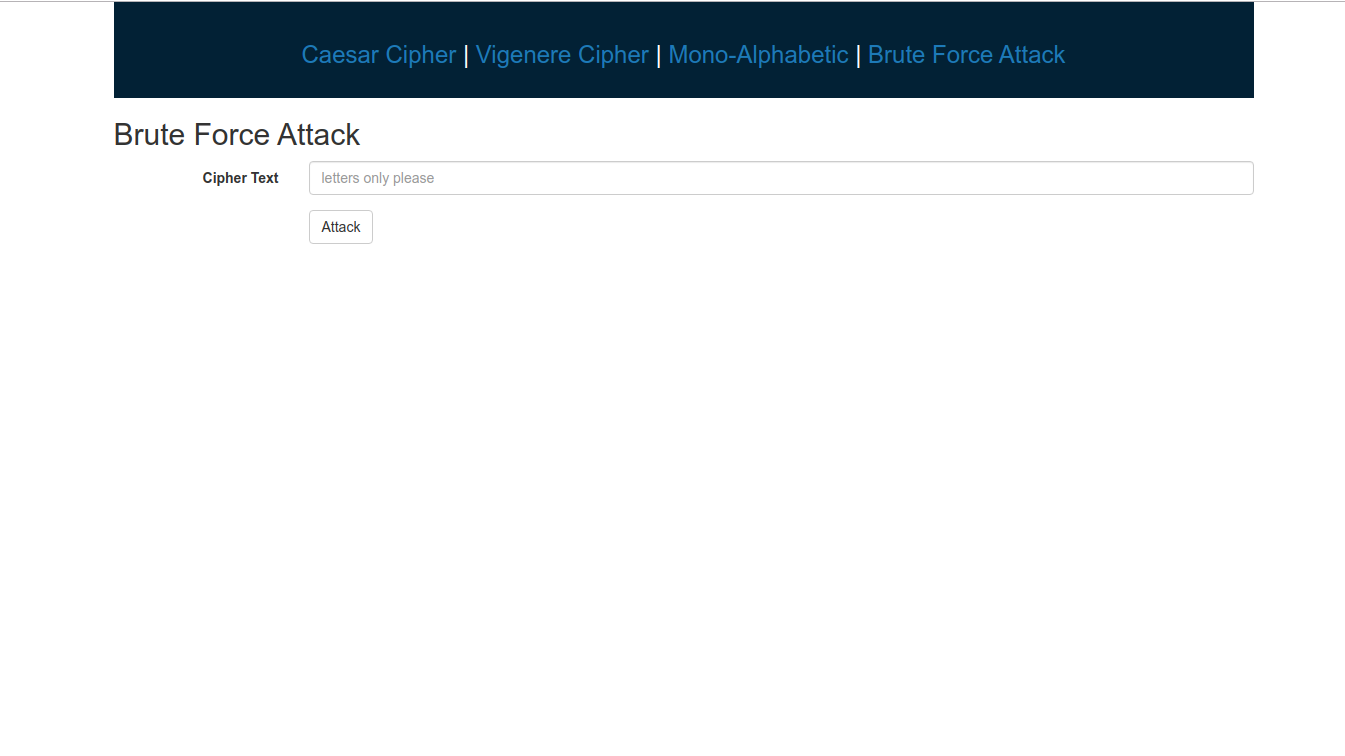 Caesar Cipher | Vigenere Cipher | Mono-Alphabetic | Brute Force Attack
Brute Force Attack
Cipher Text letters only please
Attack